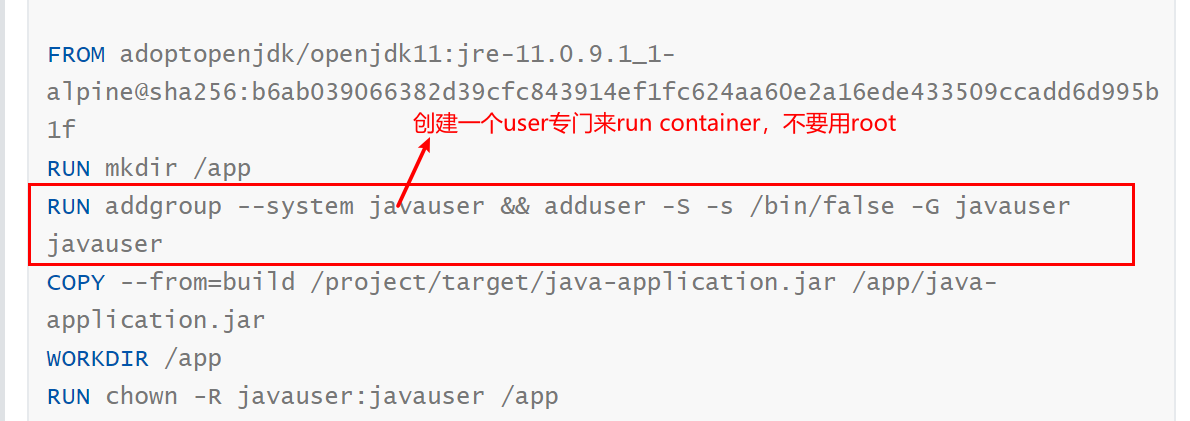 FROM adoptopenjdk/openjdk11:jre-11.0.9.1_1-
alpine@sha256:b6ab039066382d39cfc843914ef1fc624aa60e2a16ede433509ccadd6d995b
1f
创建一个user专门来run container，不要用root
RUN mkdir /app
RUN addgroup --system javauser && adduser -S -s /bin/false -G javauser
javauser
COPY --from=build /project/target/java-application.jar /app/java-
application.jar
WORKDIR /app
RUN chown -R javauser:javauser /app